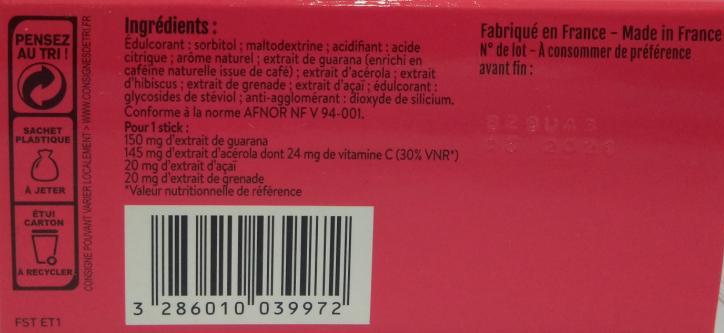 PENSEZ
AU TRI !
SACHET
PLASTIQUE
À JETER
ÉTUI
CARTON
À RECYCLER
FST ET1
CONSIGNE POUVANT VARIER LOCALEMENT > WWW.CONSIGNESDETRI.FR
Ingrédients :
Édulcorant : sorbitol ; maltodextrine ; acidifiant : acide
citrique ; arôme naturel ; extrait de guarana (enrichi en
caféine naturelle issue de café) ; extrait d'acérola ; extrait
d'hibiscus ; extrait de grenade ; extrait d'açaï ; édulcorant :
glycosides de stéviol ; anti-agglomérant : dioxyde de silicium.
Conforme à la norme AFNOR NF V 94-001.
Pour 1 stick :
150 mg d'extrait de guarana
145 mg d'extrait d'acérola dont 24 mg de vitamine C (30% VNR*)
20 mg d'extrait d'açaï
20 mg d'extrait de grenade
*Valeur nutritionnelle de référence
3 286010 039972
Fabriqué en France - Made in France
N° de lot - À consommer de préférence
avant fin :